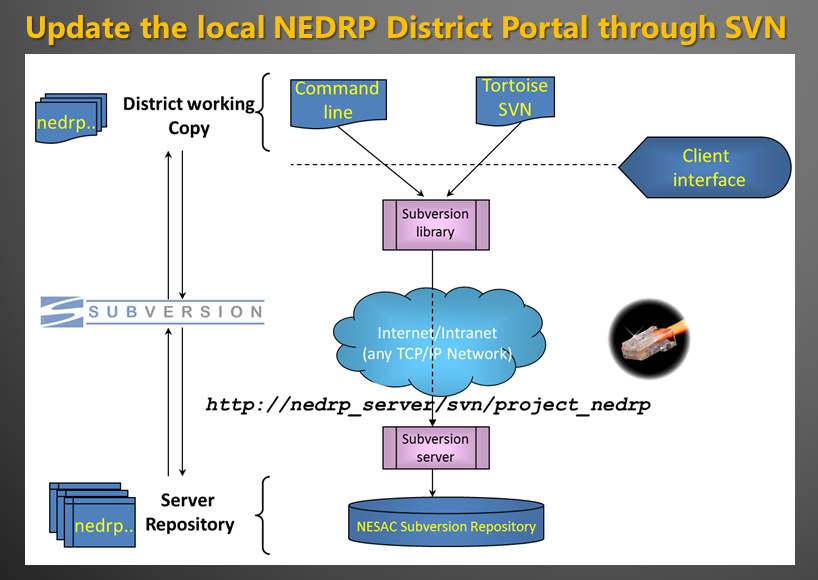 Update the local NEDRP District Portal through SVN
nedrp..
District working
Copy
Command
line
Tortoise
SVN
Client
interface
Subversion
library
SUBVERSION
Internet/Intranet
(any TCP/IP Network)
http://nedrp_server/svn/project_nedrp
Subversion
server
nedrp..
Server
Repository
NESAC Subversion Repository